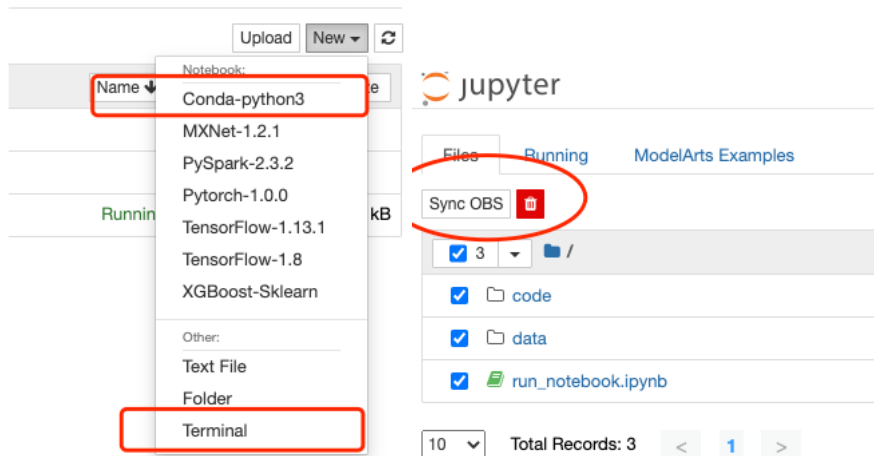 Upload New
Notebook:
Name
Conda-python3
MXNet-1.2.1
PySpark-2.3.2
Pytorch-1.0.0
Runnin kB
TensorFlow-1.13.1
TensorFlow-1.8
XGBoost-Sklearn
Other:
Text File
Folder
Terminal
jupyter
Files Running ModelArts Examples
Sync OBS
3 /
code
data
run_notebook.ipynb
10 Total Records: 3 < 1 >